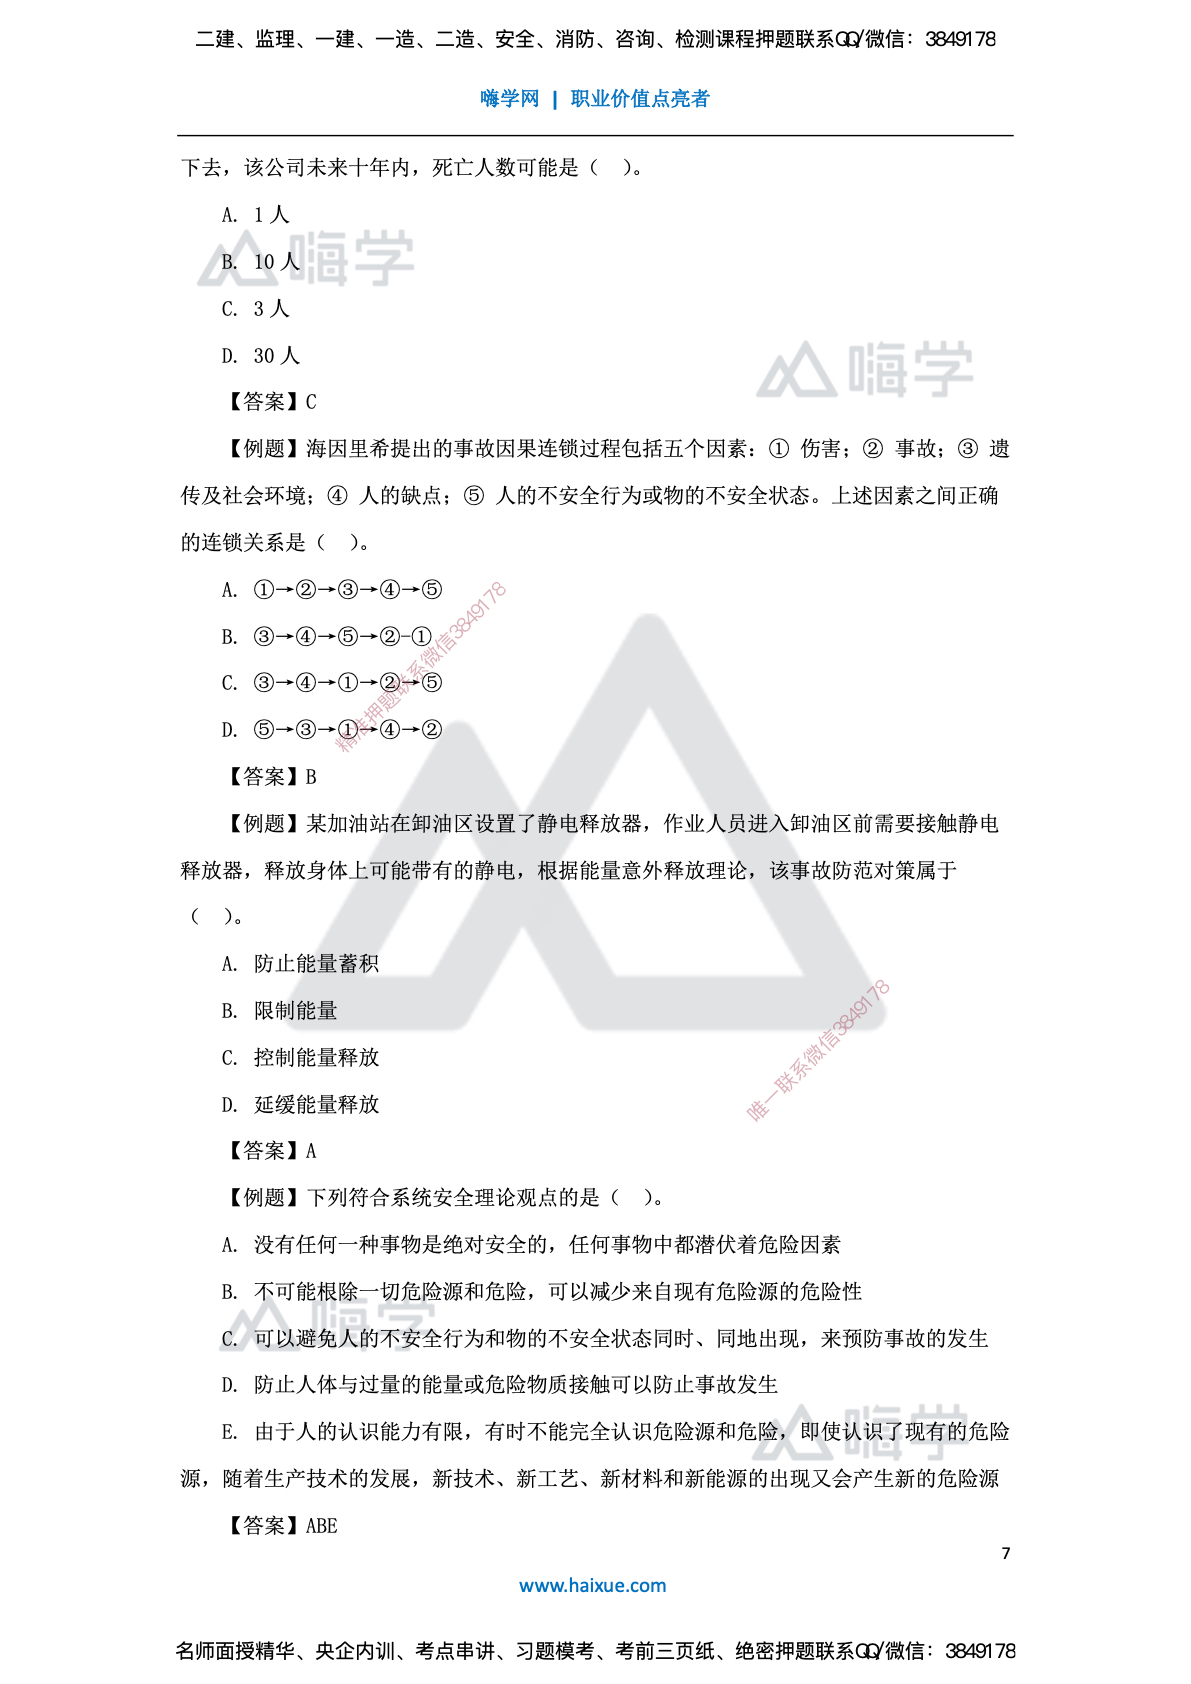 二建、监理、一建、一造、二造、安全、消防、咨询、检测课程押题联系QQ/微信：3849178
嗨学网 | 职业价值点亮者
下去，该公司未来十年内，死亡人数可能是（  ）。
A. 1 人
嗨学
B. 10 人
C. 3 人
D. 30 人
嗨学
【答案】C
【例题】海因里希提出的事故因果连锁过程包括五个因素：① 伤害；② 事故；③ 遗
传及社会环境；④ 人的缺点；⑤ 人的不安全行为或物的不安全状态。上述因素之间正确
的连锁关系是（  ）。
A. ①→②→③→④→⑤
B. ③→④→⑤→②-①
C. ③→④→①→②→⑤
D. ⑤→③→①→④→②
精准押题联系微信3849178
【答案】B
【例题】某加油站在卸油区设置了静电释放器，作业人员进入卸油区前需要接触静电
释放器，释放身体上可能带有的静电，根据能量意外释放理论，该事故防范对策属于
（  ）。
A. 防止能量蓄积
B. 限制能量
C. 控制能量释放
D. 延缓能量释放
唯一联系微信3849178
【答案】A
【例题】下列符合系统安全理论观点的是（  ）。
A. 没有任何一种事物是绝对安全的，任何事物中都潜伏着危险因素
B. 不可能根除一切危险源和危险，可以减少来自现有危险源的危险性
嗨学
C. 可以避免人的不安全行为和物的不安全状态同时、同地出现，来预防事故的发生
D. 防止人体与过量的能量或危险物质接触可以防止事故发生
嗨学
E. 由于人的认识能力有限，有时不能完全认识危险源和危险，即使认识了现有的危险
源，随着生产技术的发展，新技术、新工艺、新材料和新能源的出现又会产生新的危险源
【答案】ABE
7
www.haixue.com
名师面授精华、央企内训、考点串讲、习题模考、考前三页纸、绝密押题联系QQ/微信：3849178